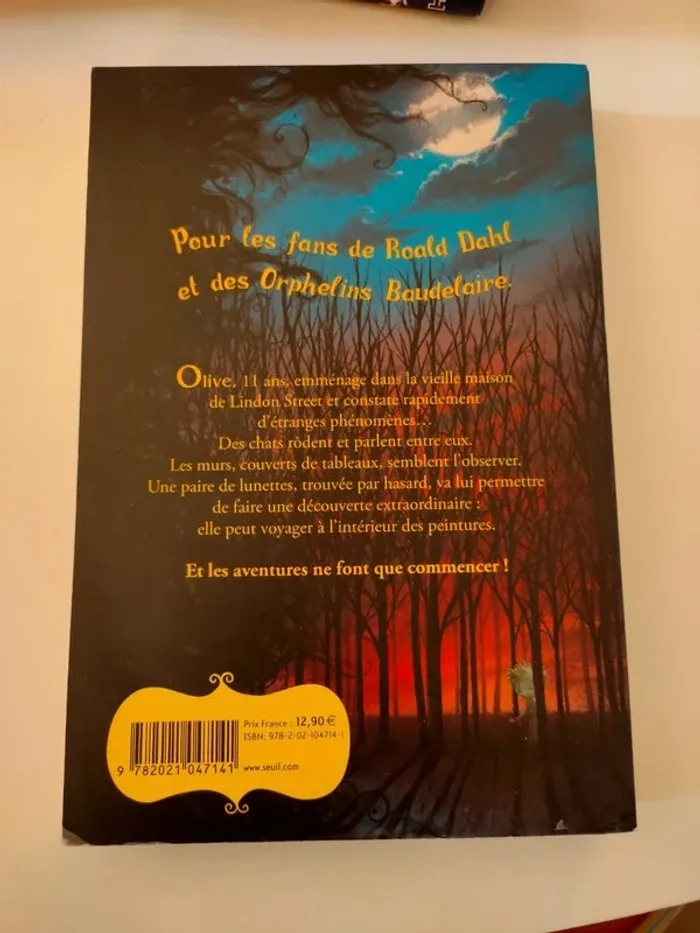 Pour les fans de Roald Dahl
et des Orphelins Baudelaire.
Olive, 11 ans, emménage dans la vieille maison
de Lindon Street et constate rapidement
d'étranges phénomènes…
Des chats rôdent et parlent entre eux.
Les murs, couverts de tableaux, semblent l'observer.
Une paire de lunettes, trouvée par hasard, va lui permettre
de faire une découverte extraordinaire :
elle peut voyager à l'intérieur des peintures.
Et les aventures ne font que commencer !
Prix France : 12,90 €
ISBN: 978-2-02-104714-1
www.seuil.com
9 782021 047141